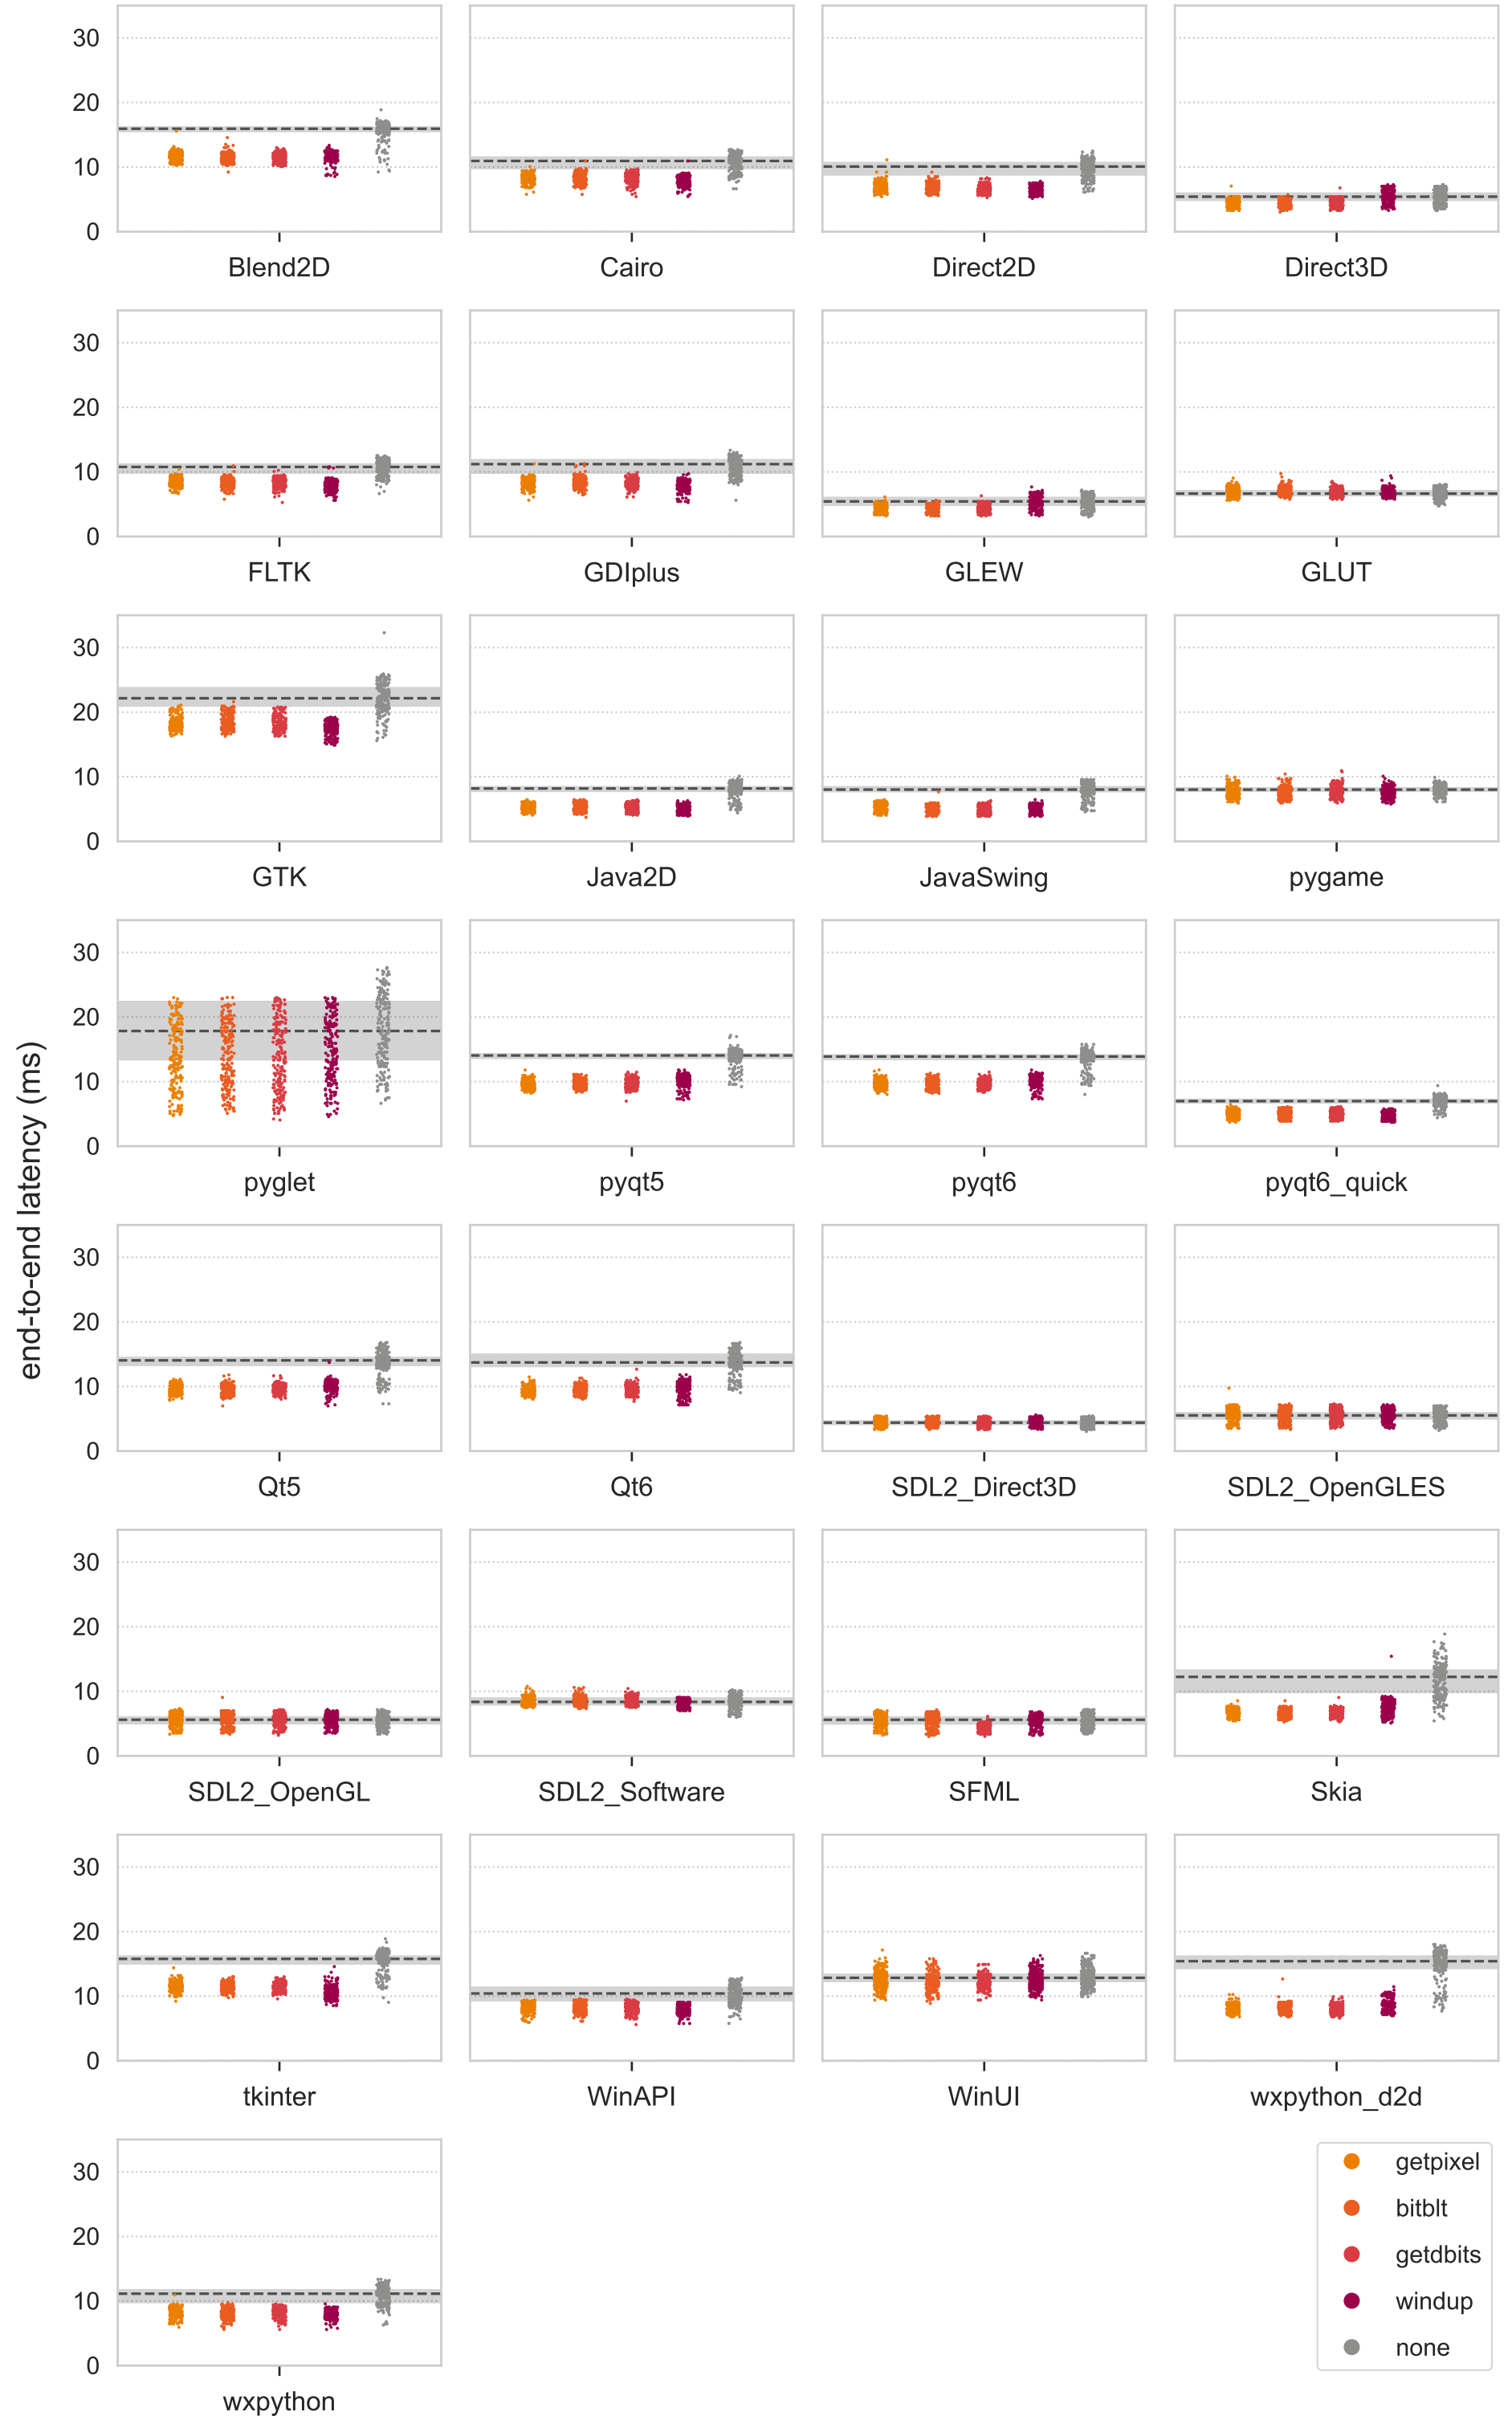 30
20
10
0
Blend2D
Cairo
Direct2D
Direct3D
30
20
10
0
FLTK
GDIplus
GLEW
GLUT
30
20
10
0
GTK
Java2D
JavaSwing
pygame
end-to-end latency (ms)
30
20
10
0
pyglet
pyqt5
pyqt6
pyqt6_quick
30
20
10
0
Qt5
Qt6
SDL2_Direct3D
SDL2_OpenGLES
30
20
10
0
SDL2_OpenGL
SDL2_Software
SFML
Skia
30
20
10
0
tkinter
WinAPI
WinUI
wxpython_d2d
30
20
10
0
wxpython
getpixel
bitblt
getdbits
windup
none